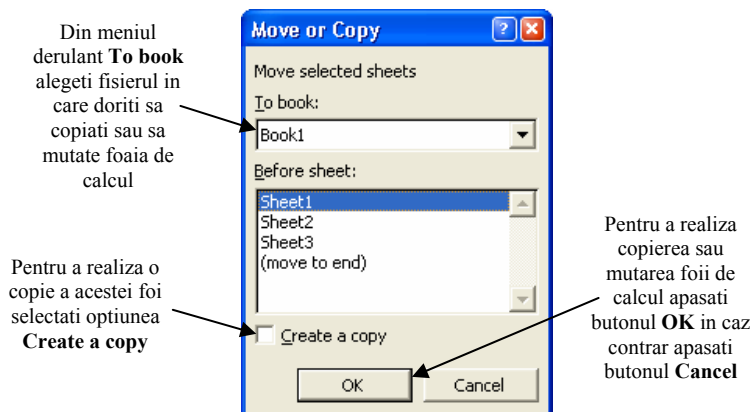 Din meniul
derulant To book
alegeti fisierul in
care doriti sa
copiati sau sa
mutate foaia de
calcul
Pentru a realiza o
copie a acestei foi
selectati optiunea
Create a copy
Move or Copy
Move selected sheets
To book:
Book1
Before sheet:
Sheet1
Sheet2
Sheet3
(move to end)
Create a copy
OK
Cancel
Pentru a realiza
copierea sau
mutarea foii de
calcul apasati
butonul OK in caz
contrar apasati
butonul Cancel